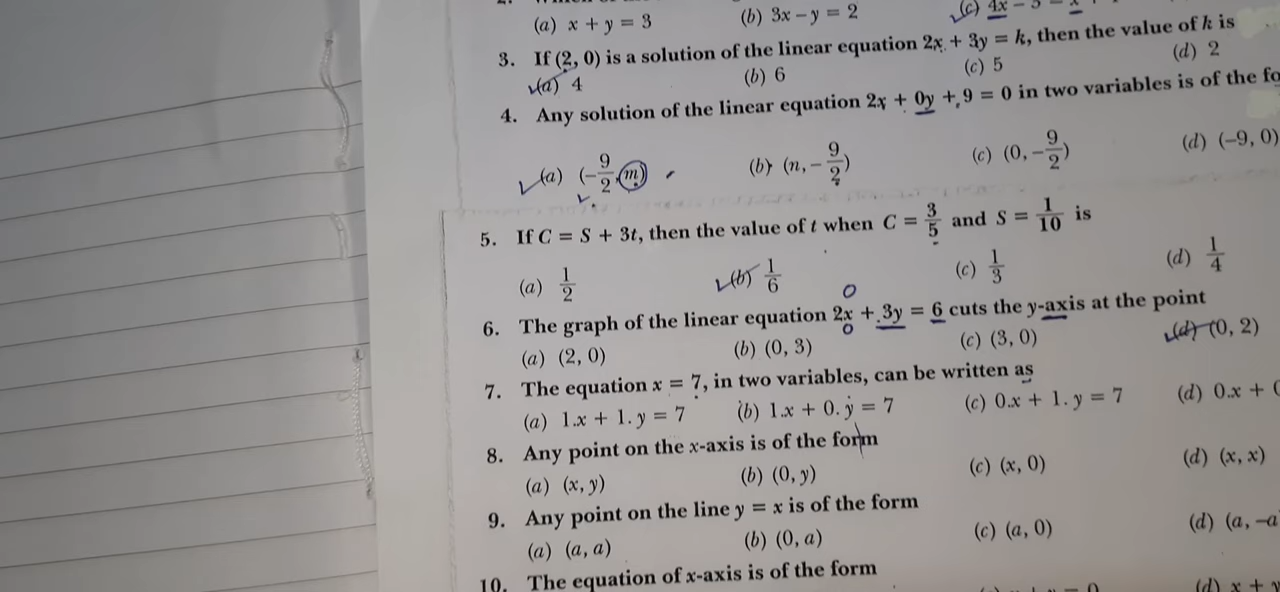 (a) x + y = 3 (b) 3x − y = 2 (c) 4x −
3. If (2, 0) is a solution of the linear equation 2x + 3y = k, then the value of k is
(a) 4 (b) 6 (c) 5 (d) 2
4. Any solution of the linear equation 2x + 0y + 9 = 0 in two variables is of the
(a) (−9/2, m) (b) (n, −9/2) (c) (0, −9/2) (d) (−9, 0)
5. If C = S + 3t, then the value of t when C = 3/5 and S = 1/10 is
(a) 1/2 (b) 1/6 (c) 1/3 (d) 1/4
0
6. The graph of the linear equation 2x + 3y = 6 cuts the y-axis at the point
0
(a) (2, 0) (b) (0, 3) (c) (3, 0) (d) (0, 2)
7. The equation x = 7, in two variables, can be written as
(a) 1.x + 1. y = 7 (b) 1.x + 0. y = 7 (c) 0.x + 1. y = 7 (d) 0.x +
8. Any point on the x-axis is of the form
(a) (x, y) (b) (0, y) (c) (x, 0) (d) (x, x)
9. Any point on the line y = x is of the form
(a) (a, a) (b) (0, a) (c) (a, 0) (d) (a, −a
10. The equation of x-axis is of the form
(d) x +